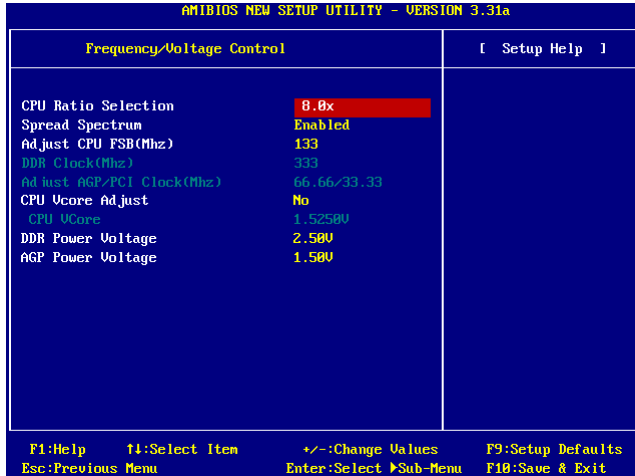 AMIBIOS NEW SETUP UTILITY - VERSION 3.31a
Frequency/Voltage Control
[ Setup Help ]
CPU Ratio Selection 8.0x
Spread Spectrum Enabled
Adjust CPU FSB(Mhz) 133
DDR Clock(Mhz) 333
Adjust AGP/PCI Clock(Mhz) 66.66/33.33
CPU Vcore Adjust No
CPU VCore 1.5250V
DDR Power Voltage 2.50V
AGP Power Voltage 1.50V
F1:Help ↑↓:Select Item +/-:Change Values F9:Setup Defaults
Esc:Previous Menu Enter:Select ▶Sub-Menu F10:Save & Exit